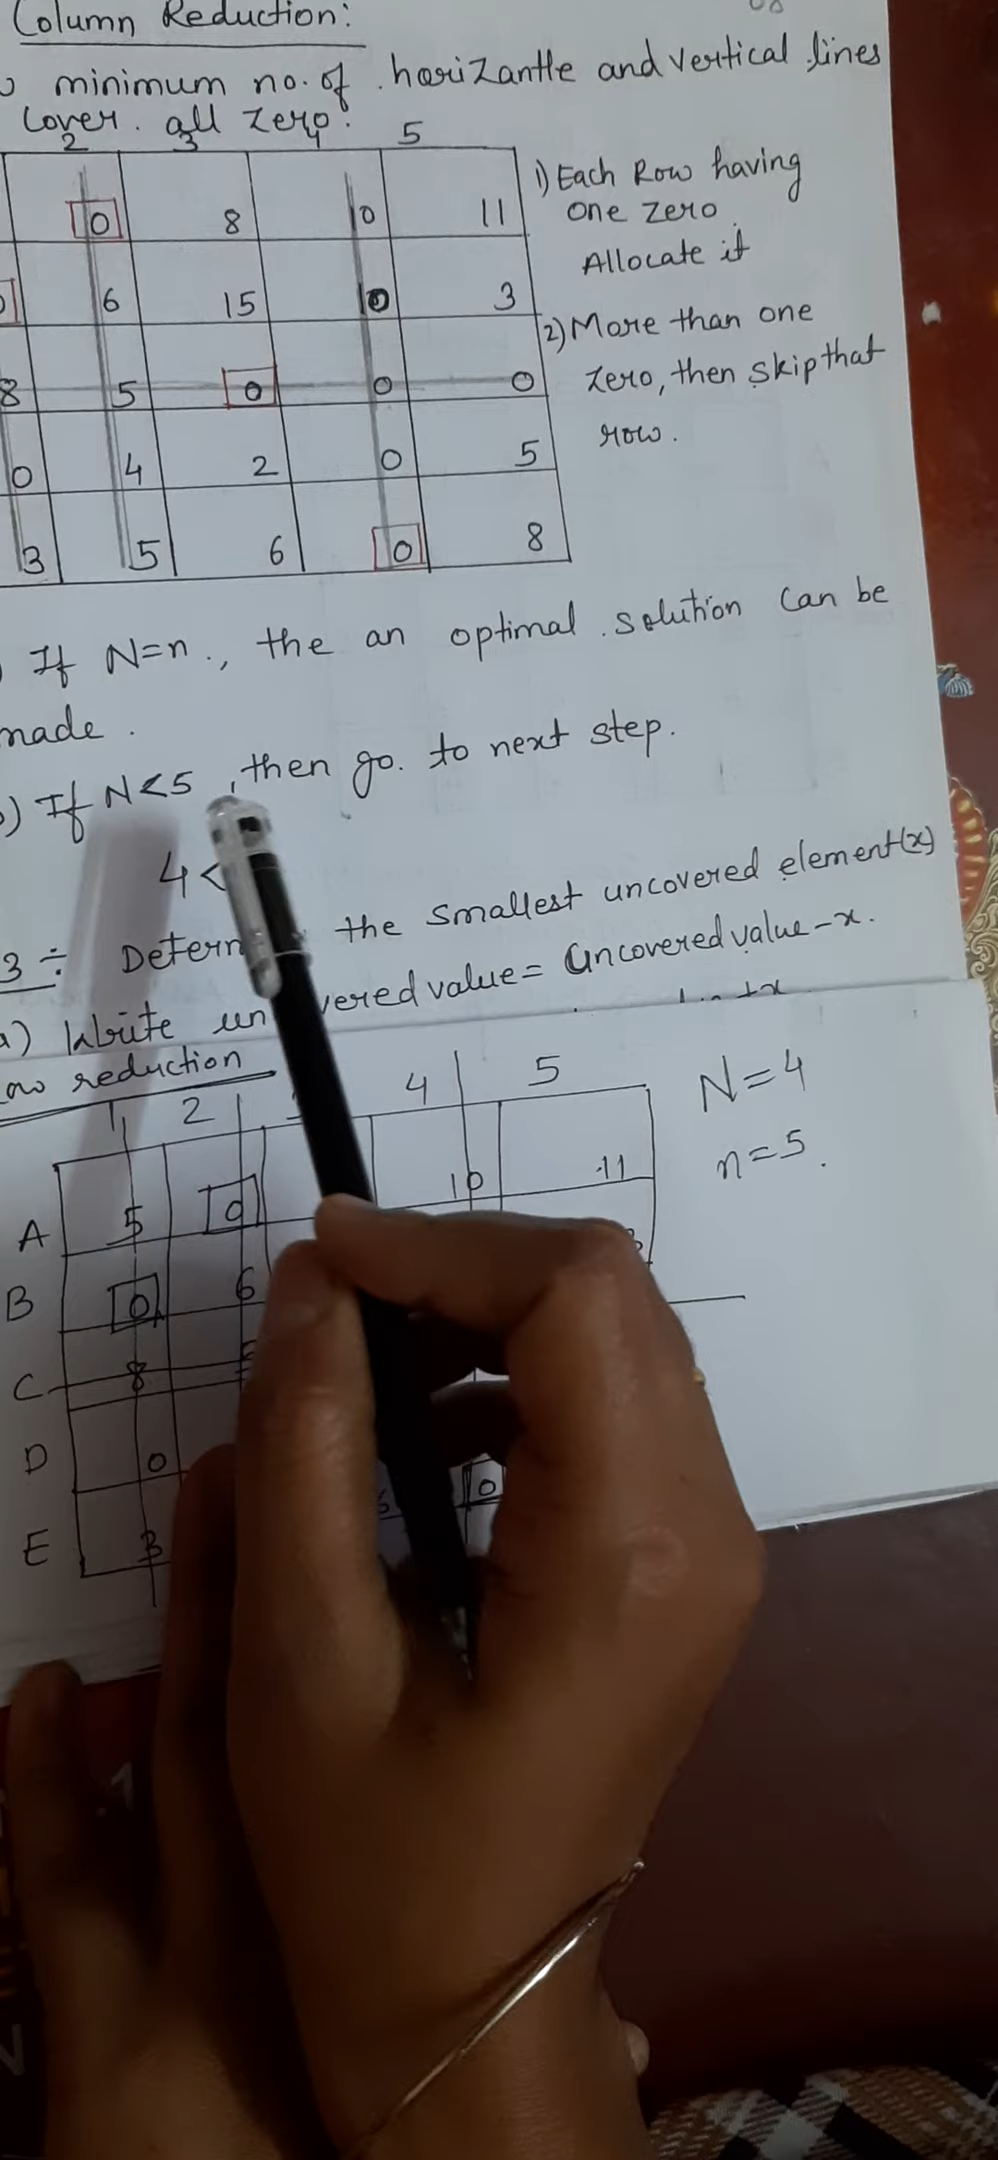 Column Reduction:
minimum no. of horizantle and vertical lines
Cover all zero.
2 3 4 5
0 8 0 11
6 15 0 3
8 5 0 0 0
0 4 2 0 5
3 5 6 0 8
1) Each Row having
one zero
Allocate it
2) More than one
zero, then skip that
row.
If N=n., the an optimal solution can be
made.
) If N<5, then go. to next step.
4 <
3 ÷ the smallest uncovered element(x)
a) Write vered value = Uncovered value - x.
reduction
N=4
n=5.
1 2 4 5
A 5 0 0 11
B 0 6
C 8
D 0
E 3 0